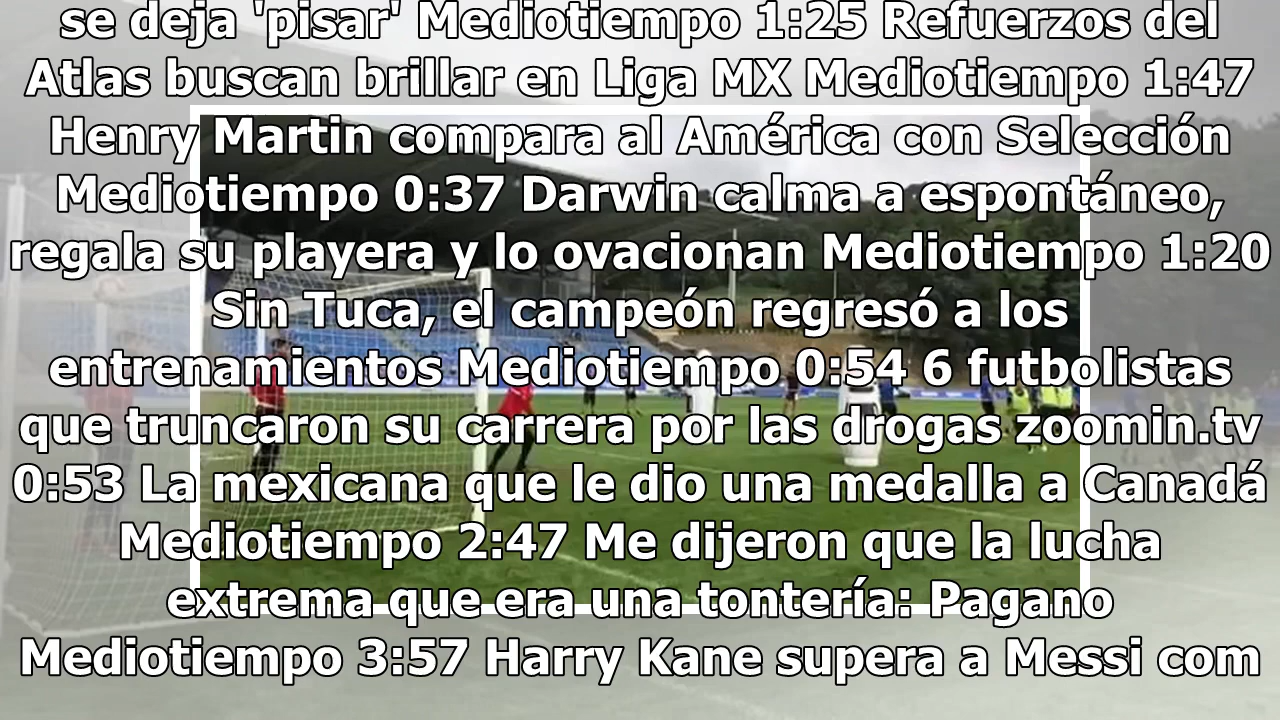 se deja 'pisar' Mediotiempo 1:25 Refuerzos del
Atlas buscan brillar en Liga MX Mediotiempo 1:47
Henry Martin compara al América con Selección
Mediotiempo 0:37 Darwin calma a espontáneo,
regala su playera y lo ovacionan Mediotiempo 1:20
Sin Tuca, el campeón regresó a los
entrenamientos Mediotiempo 0:54 6 futbolistas
que truncaron su carrera por las drogas zoomin.tv
0:53 La mexicana que le dio una medalla a Canadá
Mediotiempo 2:47 Me dijeron que la lucha
extrema que era una tontería: Pagano
Mediotiempo 3:57 Harry Kane supera a Messi com